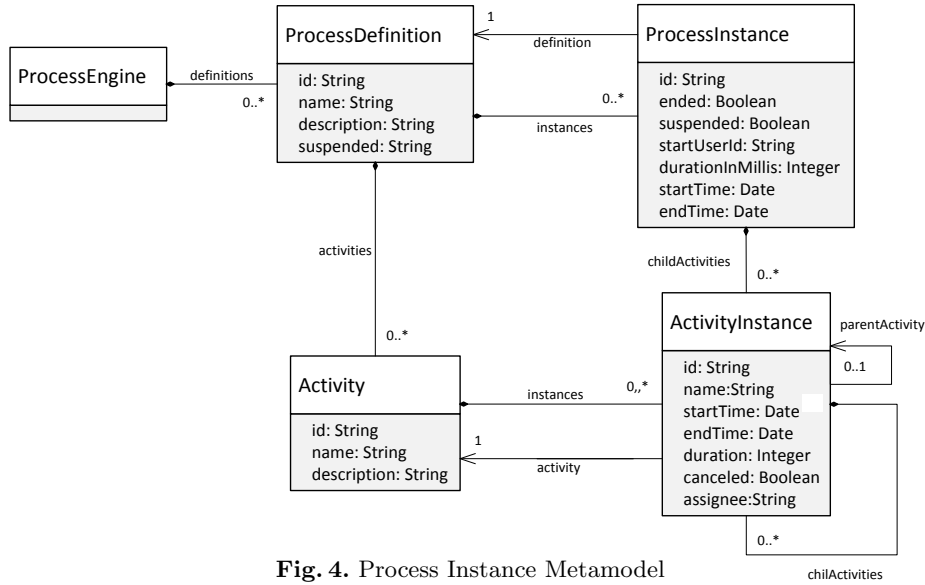 ProcessEngine
definitions
0..*
ProcessDefinition
id: String
name: String
description: String
suspended: String
1
definition
0..*
instances
ProcessInstance
id: String
ended: Boolean
suspended: Boolean
startUserId: String
durationInMillis: Integer
startTime: Date
endTime: Date
activities
0..*
childActivities
0..*
Activity
id: String
name: String
description: String
instances
0,,*
1
activity
ActivityInstance
id: String
name:String
startTime: Date
endTime: Date
duration: Integer
canceled: Boolean
assignee:String
parentActivity
0..1
0..*
chilActivities
Fig. 4. Process Instance Metamodel